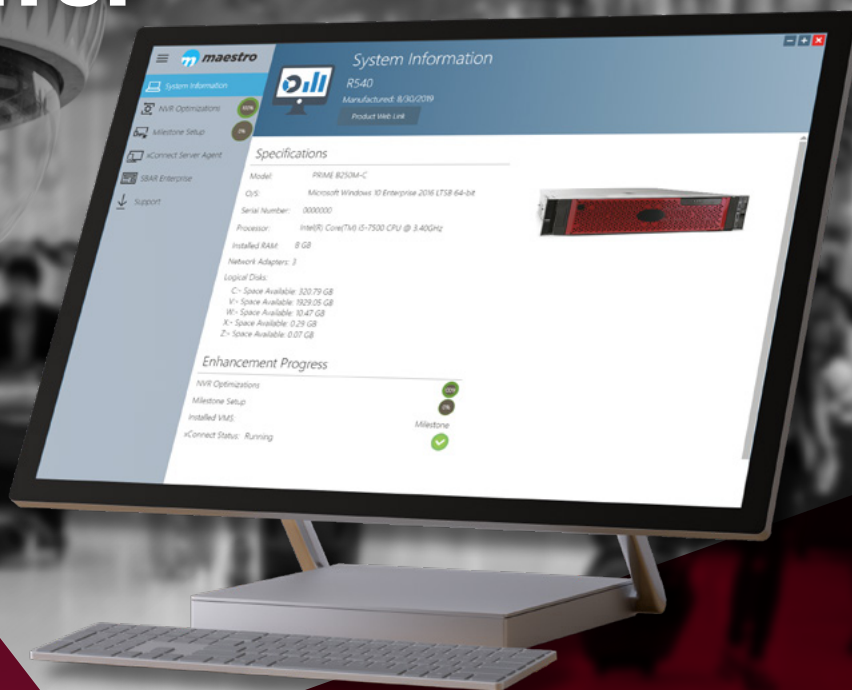 maestro
System Information
R540
Manufactured: 8/30/2019
Product Web Link
System Information
NVR Optimizations 100%
Milestone Setup 0%
xConnect Server Agent
SBAR Enterprise
Support
Specifications
Model: PRIME B250M-C
O/S: Microsoft Windows 10 Enterprise 2016 LTSB 64-bit
Serial Number: 0000000
Processor: Intel(R) Core(TM) i5-7500 CPU @ 3.40GHz
Installed RAM: 8 GB
Network Adapters: 3
Logical Disks:
C:- Space Available: 320.79 GB
V:- Space Available: 1929.05 GB
W:- Space Available: 10.47 GB
X:- Space Available: 0.29 GB
Z:- Space Available: 0.07 GB
Enhancement Progress
NVR Optimizations 100%
Milestone Setup 0%
Installed VMS: Milestone
xConnect Status: Running